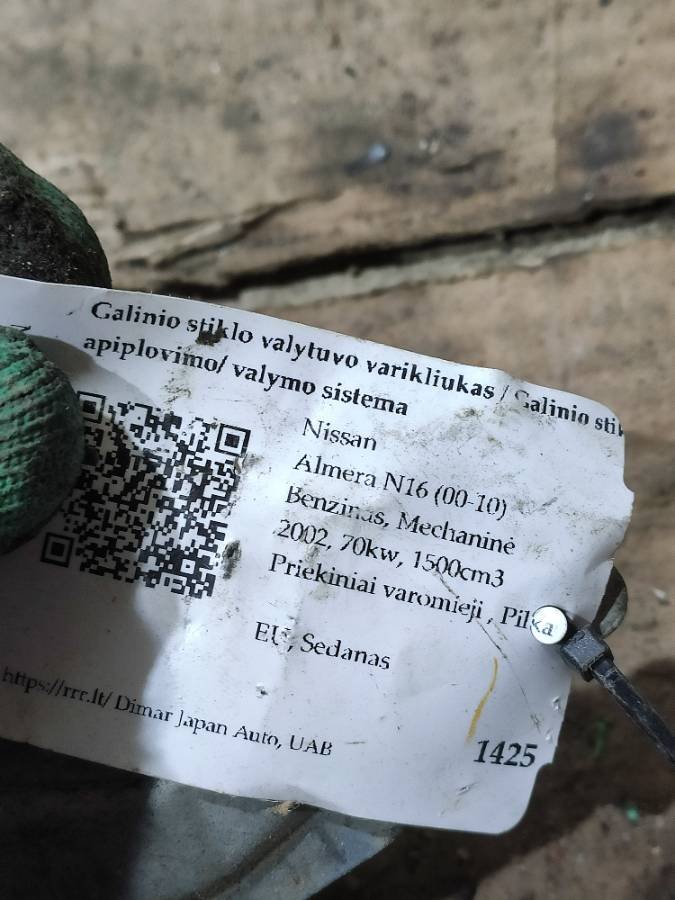 Galinio stiklo valytuvo varikliukas / Galinio stik
apiplovimo/ valymo sistema
Nissan
Almera N16 (00-10)
Benzinas, Mechaninė
2002, 70kw, 1500cm3
Priekiniai varomieji , Pilka
EU, Sedanas
https://rrr.lt/ Dimar Japan Auto, UAB
1425